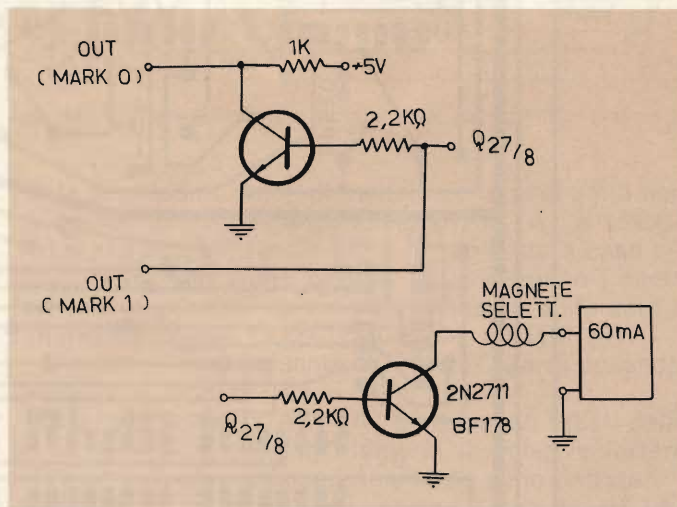 OUT
( MARK 0 )
1K
+5V
2,2KΩ
Q27/8
OUT
( MARK 1 )
MAGNETE
SELETT.
60mA
Q27/8
2,2KΩ
2N2711
BF178